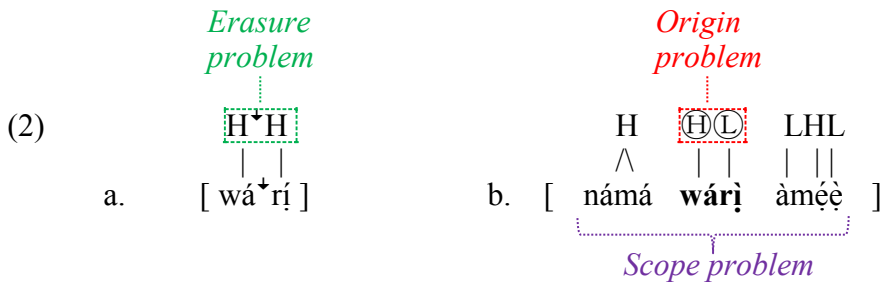 Erasure problem
Origin problem
(2) HꜜH H ⒽⓁ LHL
a. [ wáꜜrị́ ] b. [ námá wárị̀ àmẹ́ẹ̀ ]
Scope problem